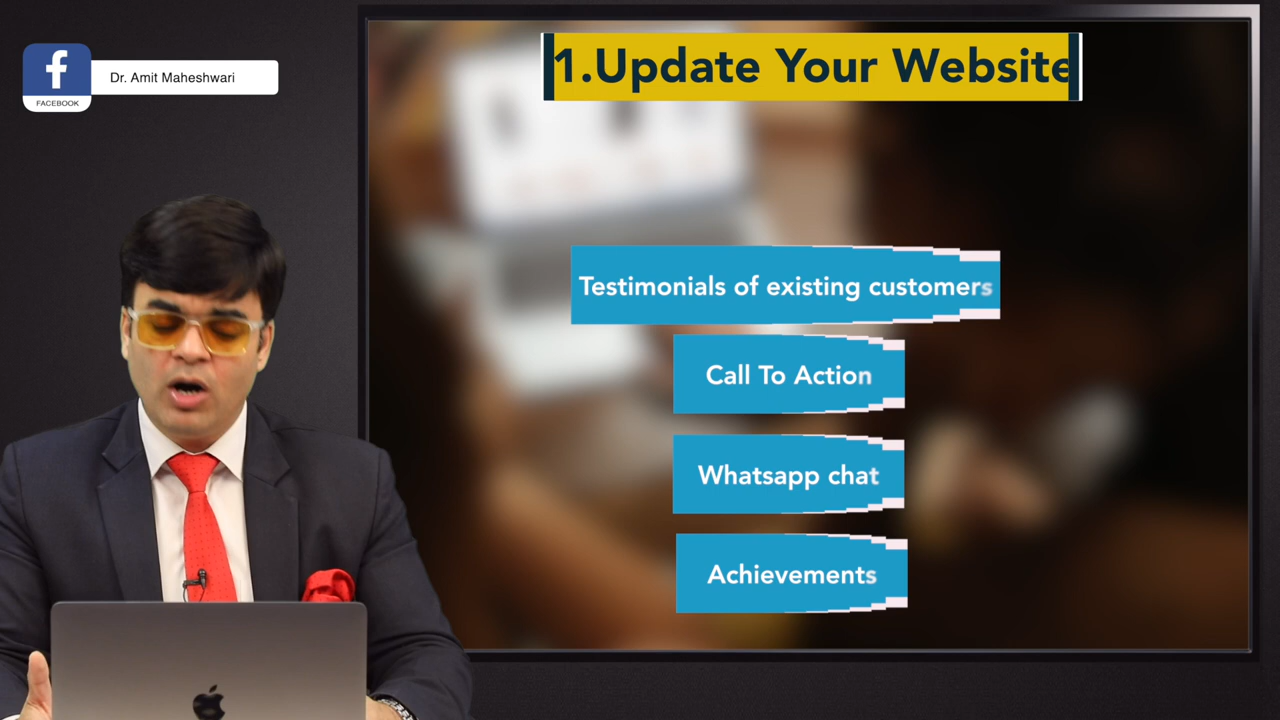 f
Dr. Amit Maheshwari
FACEBOOK
1.Update Your Website
Testimonials of existing customers
Call To Action
Whatsapp chat
Achievements